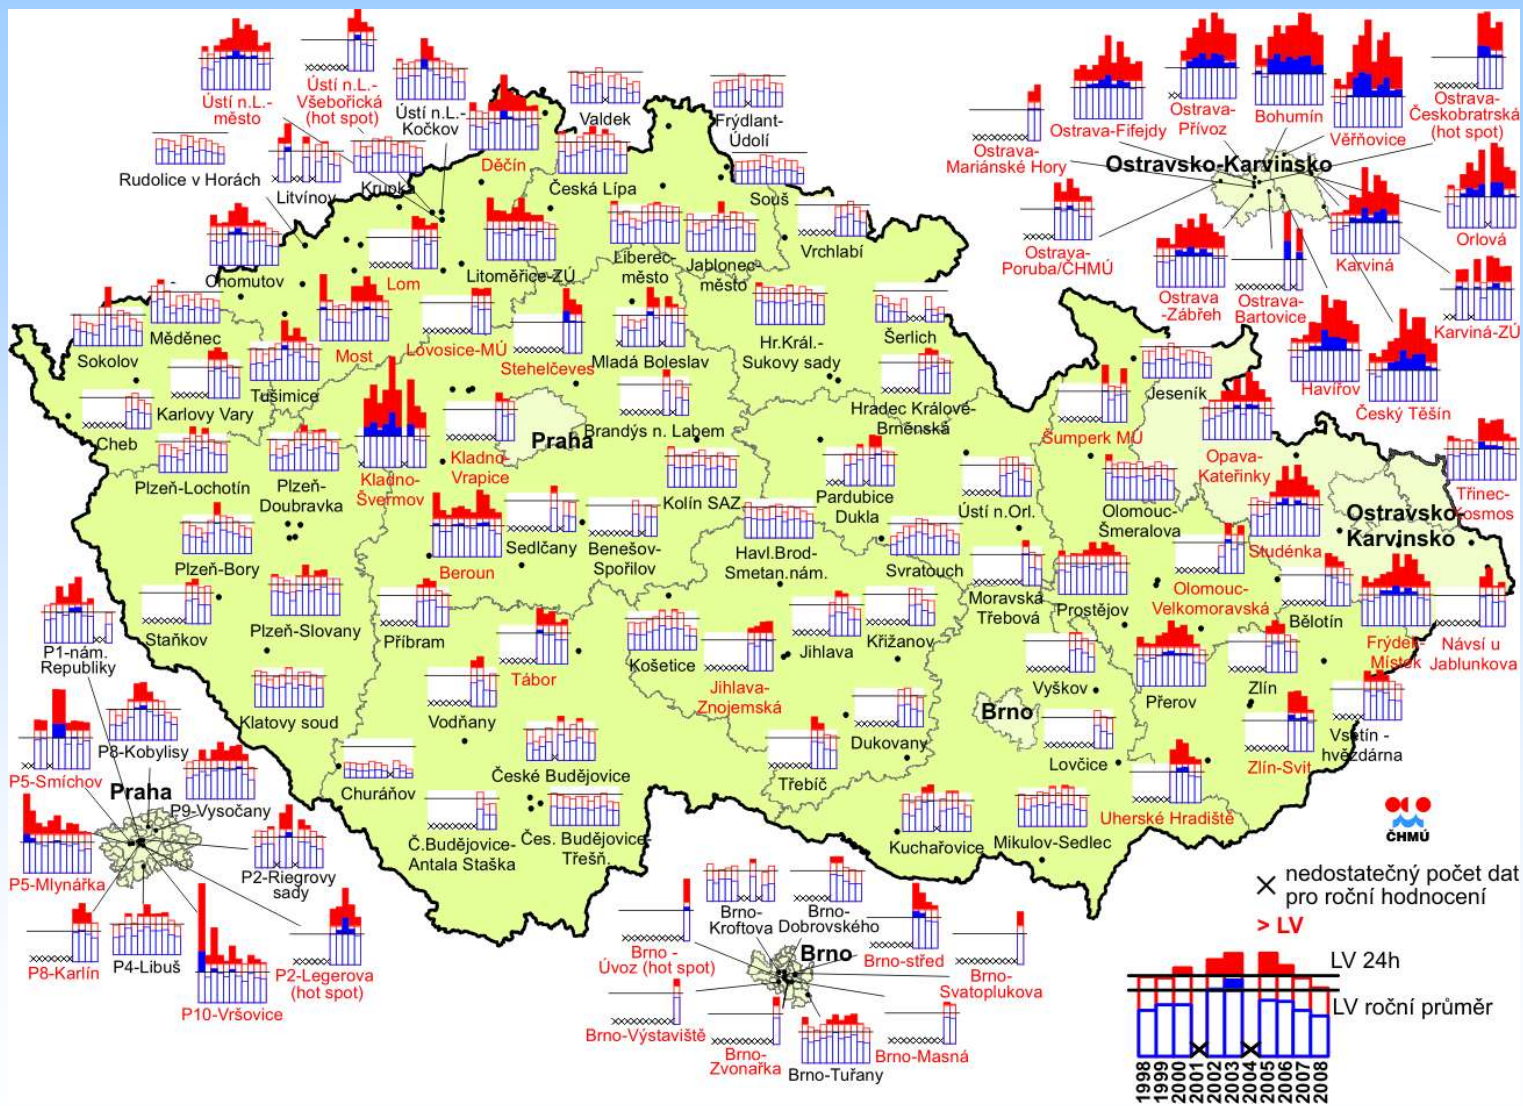 Ústí n.L.-
město
Ústí n.L.-
Všebořická
(hot spot)
Ústí n.L.-
Kočkov
Děčín
Valdek
Frýdlant-
Údolí
Rudolice v Horách
Litvínov
Krupka
Česká Lípa
Souš
Vrchlabí
Chomutov
Lom
Litoměřice-ZÚ
Liberec-
město
Jablonec-
město
Sokolov
Měděnec
Tušimice
Most
Lovosice-MÚ
Stehelčeves
Mladá Boleslav
Hr.Král.-
Sukovy sady
Šerlich
Cheb
Karlovy Vary
Kladno-
Švermov
Kladno-
Vrapice
Praha
Brandýs n. Labem
Hradec Králové-
Brněnská
Šumperk MÚ
Jeseník
Plzeň-Lochotín
Plzeň-
Doubravka
Kolín SAZ
Pardubice
Dukla
Ústí n.Orl.
Olomouc-
Šmeralova
Opava-
Kateřinky
Plzeň-Bory
Beroun
Sedlčany
Benešov-
Spořilov
Havl.Brod-
Smetan.nám.
Svratouch
Moravská
Třebová
Prostějov
Olomouc-
Velkomoravská
Studénka
Bělotín
Staňkov
Plzeň-Slovany
Příbram
Tábor
Košetice
Jihlava-
Znojemská
Jihlava
Křižanov
Vyškov
Přerov
Zlín
Vsetín -
hvězdárna
Klatovy soud
Vodňany
Churáňov
České Budějovice
Č.Budějovice-
Antala Staška
Čes. Budějovice-
Třešň.
Třebíč
Dukovany
Brno
Lovčice
Zlín-Svit
Uherské Hradiště
Kuchařovice
Mikulov-Sedlec
Ostrava-
Mariánské Hory
Ostrava-Fifejdy
Ostrava-
Přívoz
Bohumín
Věřňovice
Ostrava-
Českobratrská
(hot spot)
Ostravsko-Karvinsko
Ostrava-
Poruba/ČHMÚ
Ostrava
-Zábřeh
Ostrava-
Bartovice
Karviná
Orlová
Karviná-ZÚ
Havířov
Český Těšín
Třinec-
Kosmos
Ostravsko-
Karvinsko
Frýdek-
Místek
Návsí u
Jablunkova
P1-nám.
Republiky
P8-Kobylisy
P5-Smíchov
Praha
P9-Vysočany
P5-Mlynářka
P2-Riegrovy
sady
P8-Karlín
P4-Libuš
P10-Vršovice
P2-Legerova
(hot spot)
Brno-
Kroftova
Brno-
Dobrovského
Brno -
Úvoz (hot spot)
Brno
Brno-střed
Brno-
Svatoplukova
Brno-Výstaviště
Brno-
Zvonařka
Brno-Tuřany
Brno-Masná
ČHMÚ
nedostatečný počet dat
pro roční hodnocení
> LV
LV 24h
LV roční průměr
1998
1999
2000
2001
2002
2003
2004
2005
2006
2007
2008